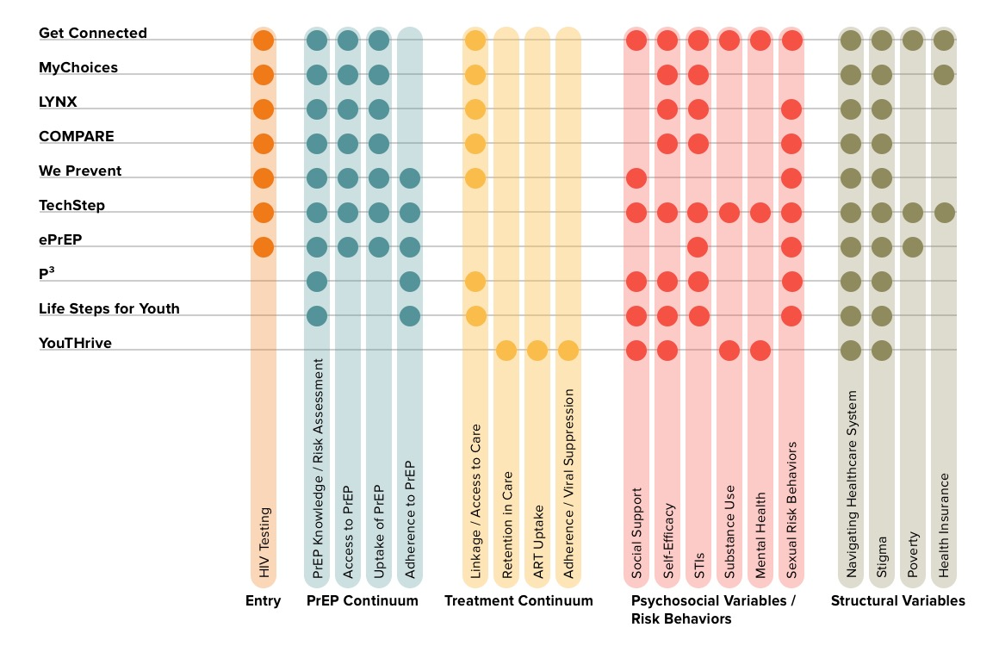 Get Connected
MyChoices
LYNX
COMPARE
We Prevent
TechStep
ePrEP
P³
Life Steps for Youth
YouTHrive
HIV Testing
PrEP Knowledge / Risk Assessment
Access to PrEP
Uptake of PrEP
Adherence to PrEP
Linkage / Access to Care
Retention in Care
ART Uptake
Adherence / Viral Suppression
Social Support
Self-Efficacy
STIs
Substance Use
Mental Health
Sexual Risk Behaviors
Navigating Healthcare System
Stigma
Poverty
Health Insurance
Entry
PrEP Continuum
Treatment Continuum
Psychosocial Variables /
Risk Behaviors
Structural Variables